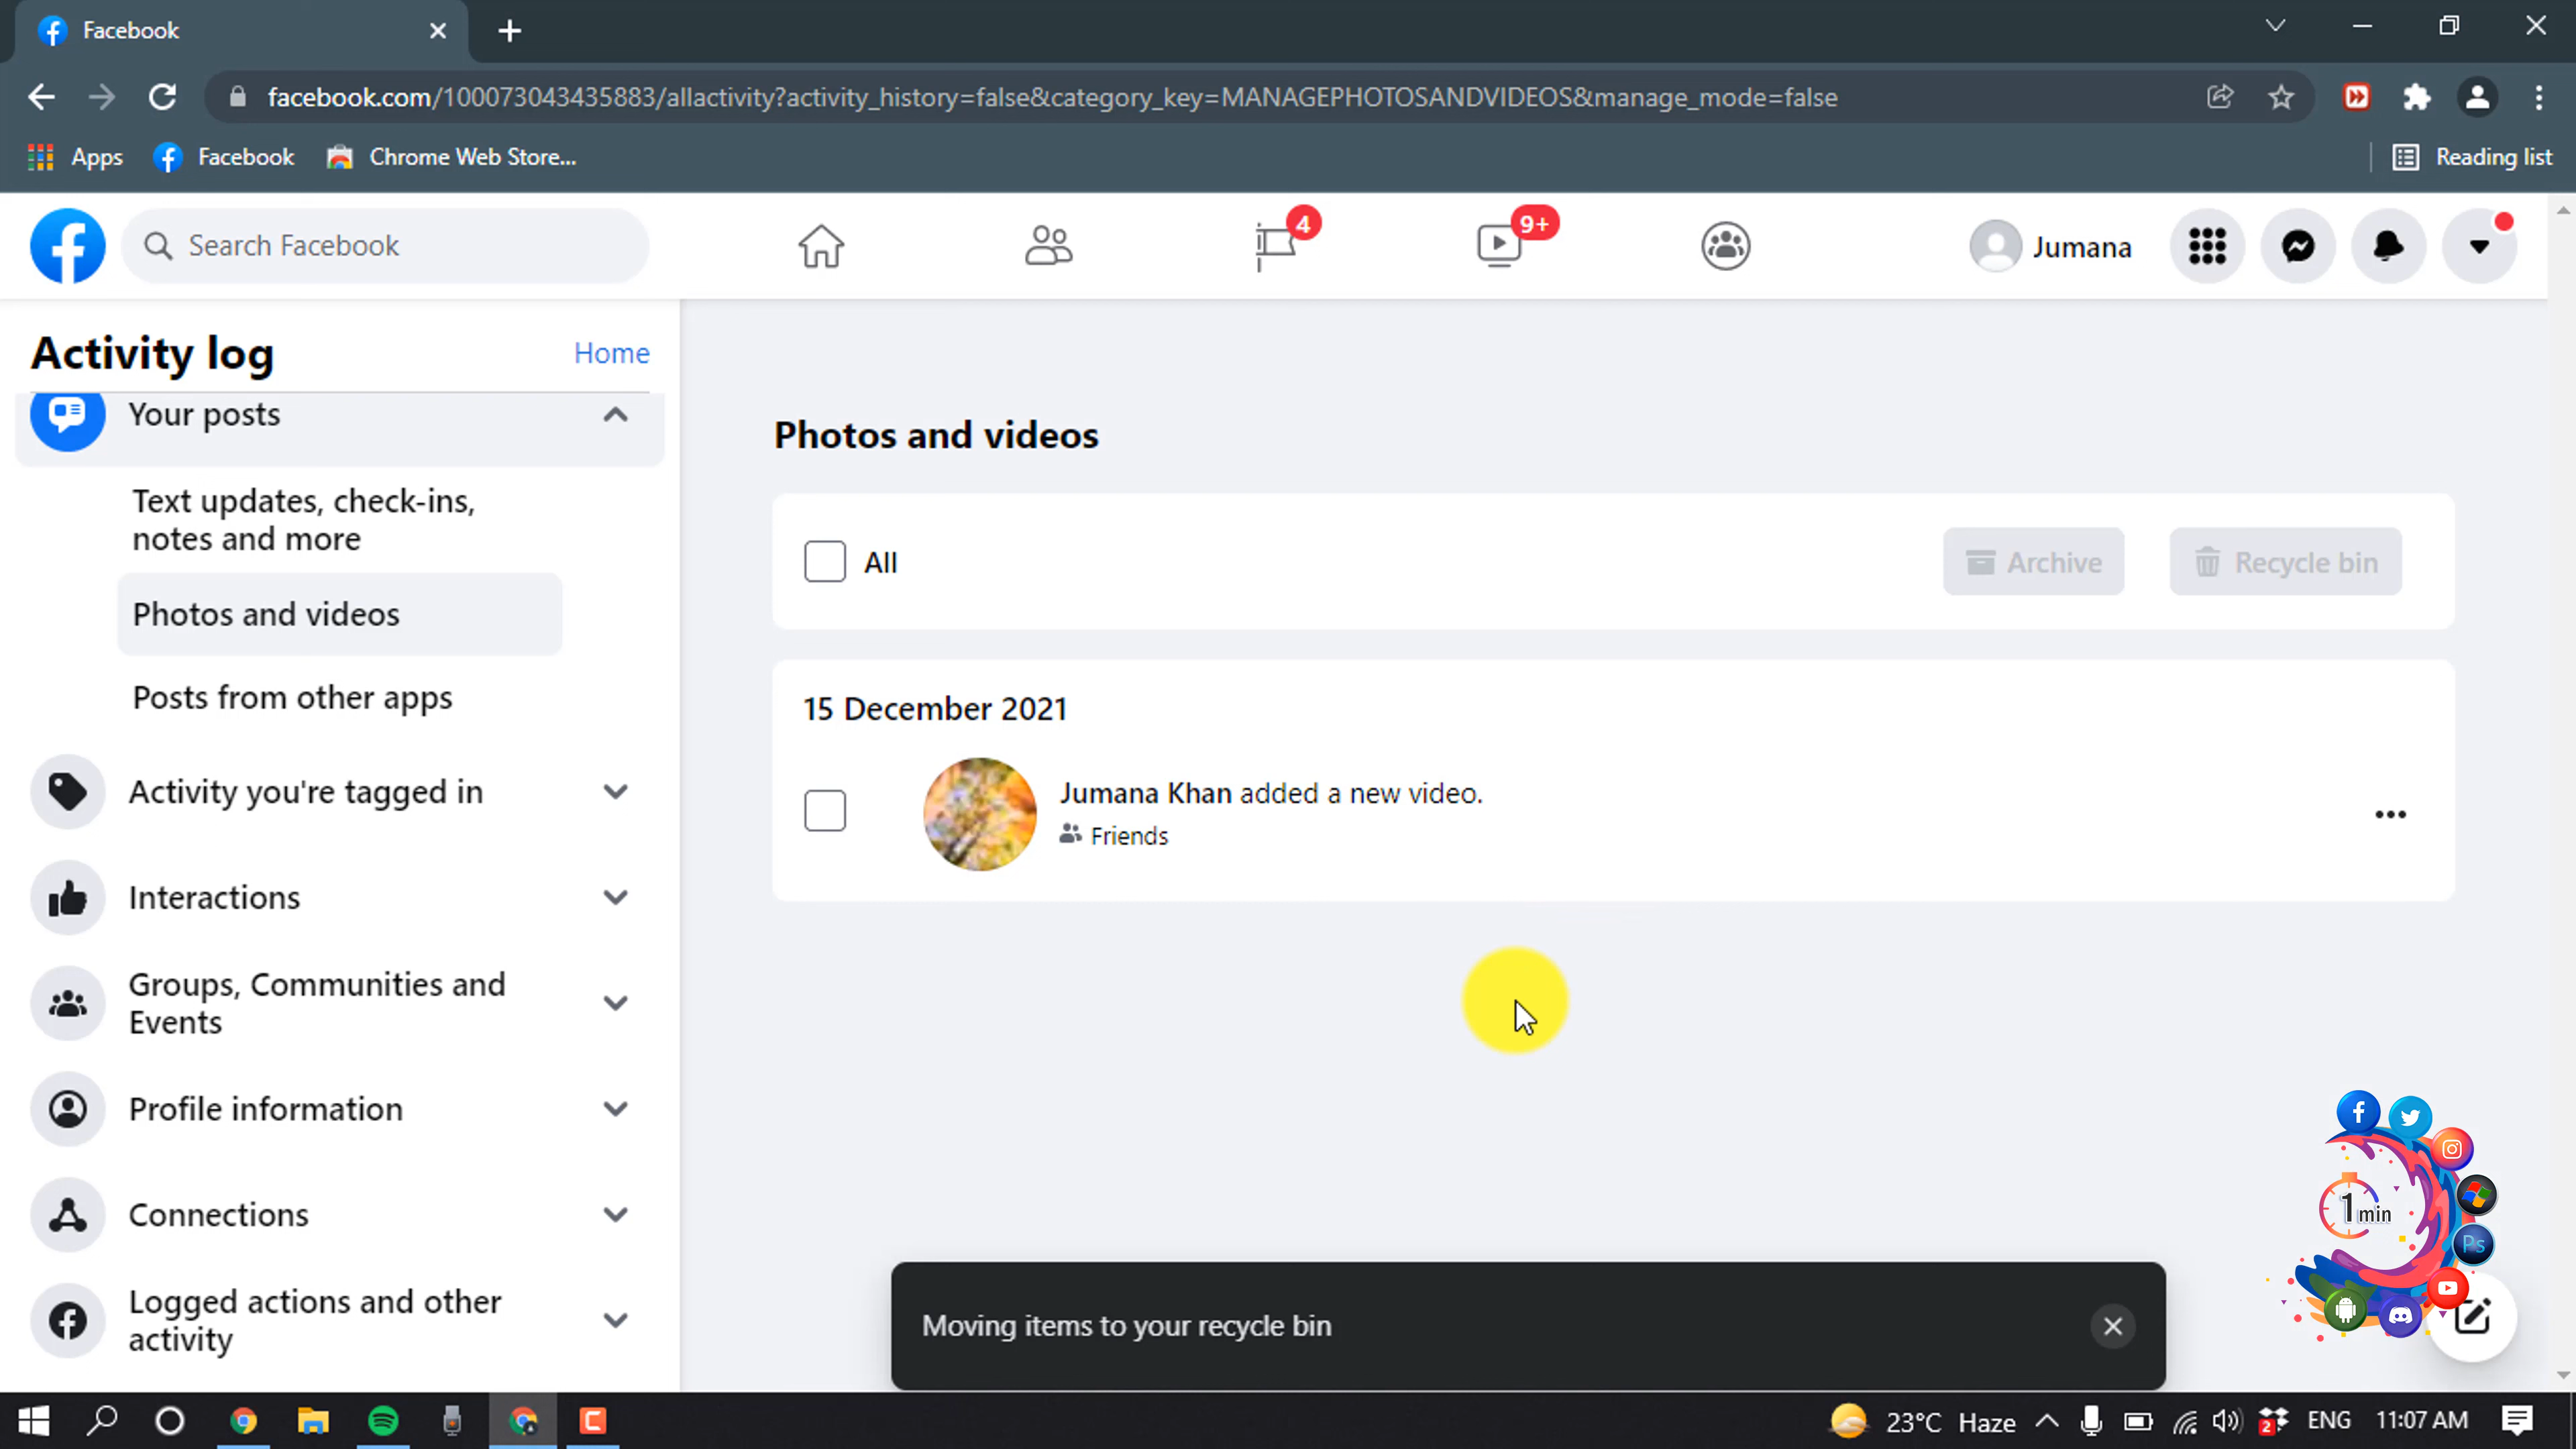 Facebook
facebook.com/100073043435883/allactivity?activity_history=false&category_key=MANAGEPHOTOSANDVIDEOS&manage_mode=false
Apps
Facebook
Chrome Web Store...
Reading list
Search Facebook
4
9+
Jumana
Activity log
Home
Your posts
Text updates, check-ins,
notes and more
Photos and videos
Posts from other apps
Activity you're tagged in
Interactions
Groups, Communities and
Events
Profile information
Connections
Logged actions and other
activity
Photos and videos
All
Archive
Recycle bin
15 December 2021
Jumana Khan added a new video.
Friends
Moving items to your recycle bin
1 min
Ps
23°C Haze
2
ENG
11:07 AM